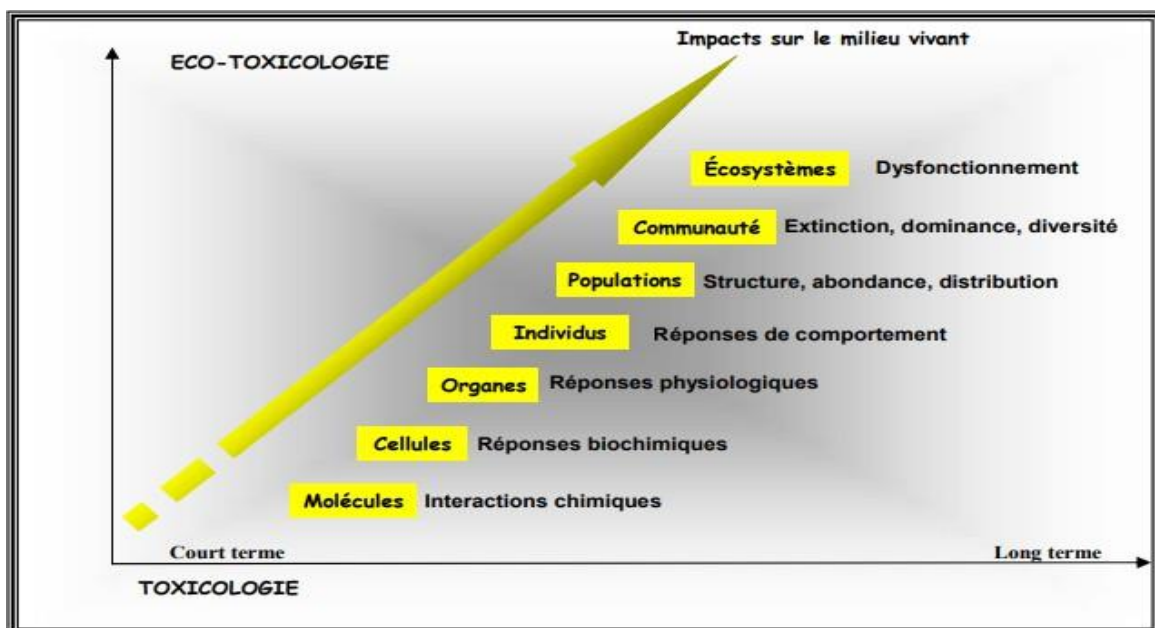 Impacts sur le milieu vivant
ECO-TOXICOLOGIE
Écosystèmes Dysfonctionnement
Communauté Extinction, dominance, diversité
Populations Structure, abondance, distribution
Individus Réponses de comportement
Organes Réponses physiologiques
Cellules Réponses biochimiques
Molécules Interactions chimiques
Court terme Long terme
TOXICOLOGIE